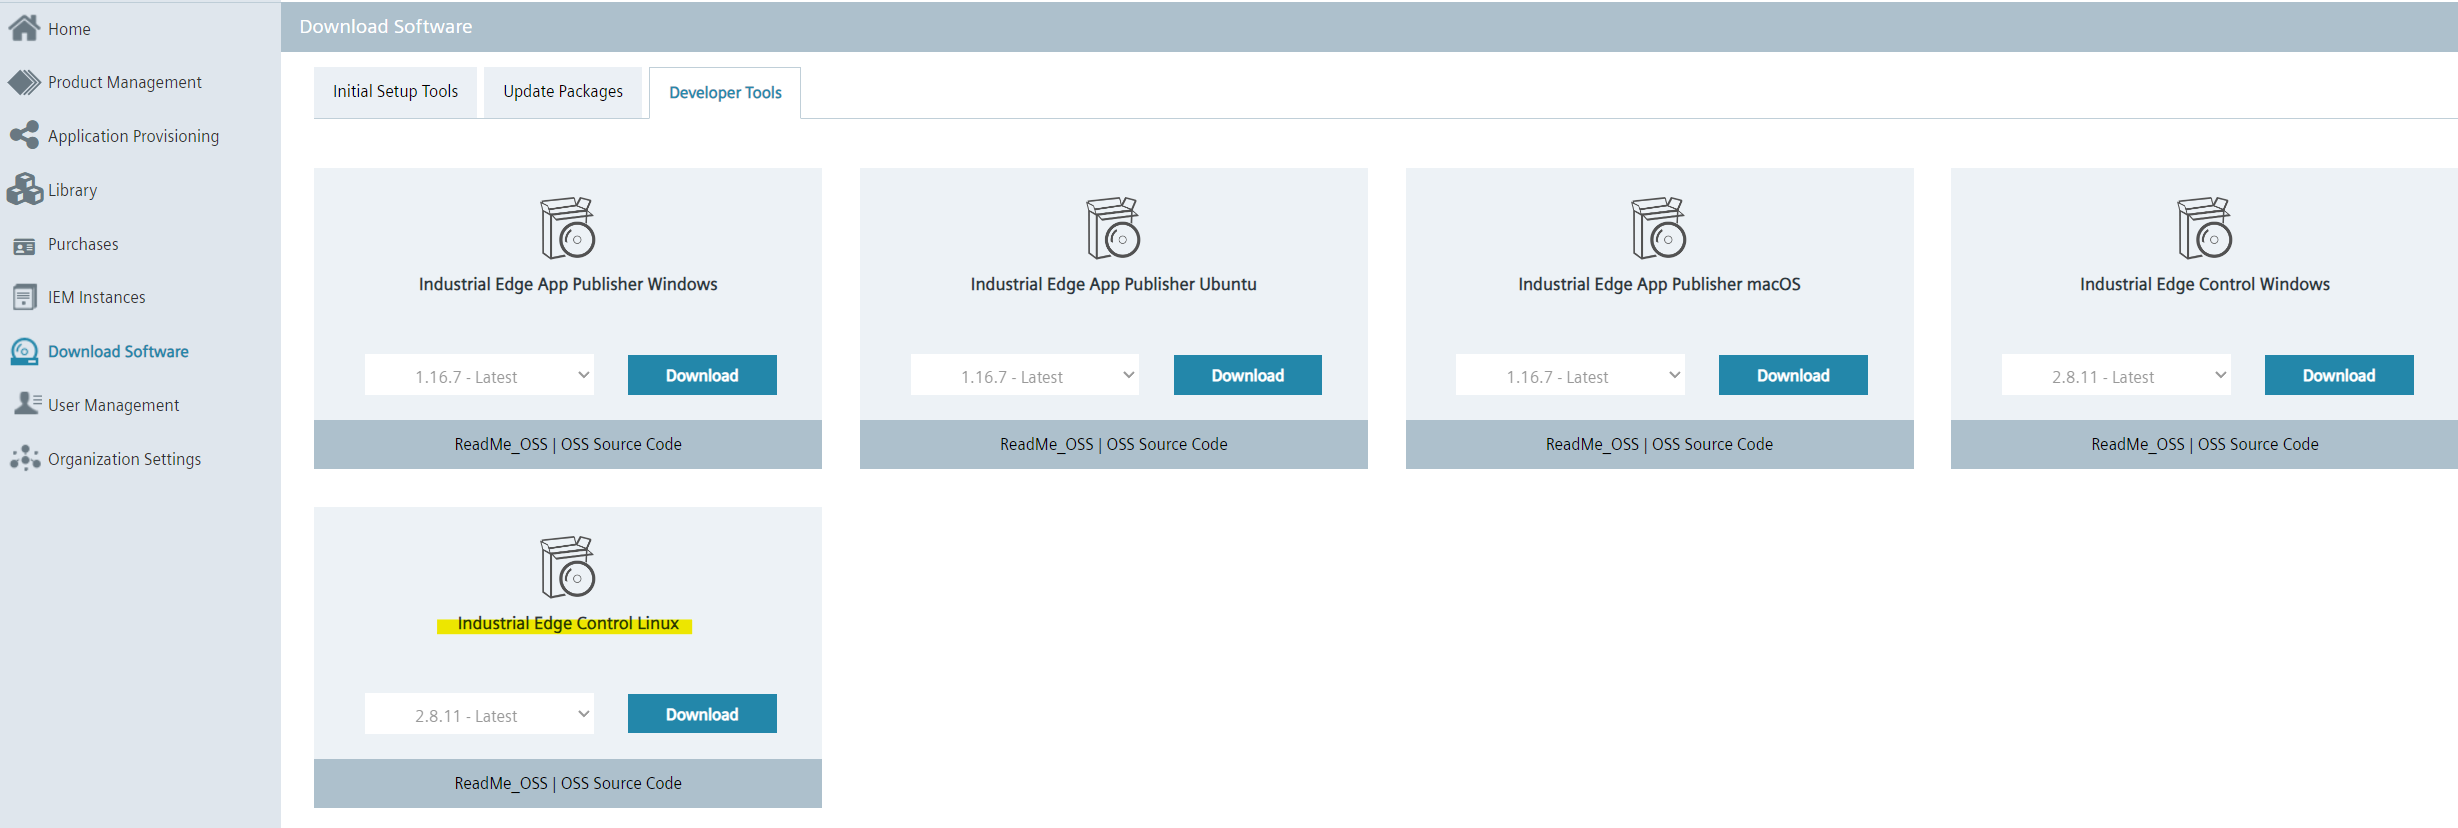 Home
Product Management
Application Provisioning
Library
Purchases
IEM Instances
Download Software
User Management
Organization Settings
Download Software
Initial Setup Tools
Update Packages
Developer Tools
Industrial Edge App Publisher Windows
1.16.7 - Latest
Download
ReadMe_OSS | OSS Source Code
Industrial Edge App Publisher Ubuntu
1.16.7 - Latest
Download
ReadMe_OSS | OSS Source Code
Industrial Edge App Publisher macOS
1.16.7 - Latest
Download
ReadMe_OSS | OSS Source Code
Industrial Edge Control Windows
2.8.11 - Latest
Download
ReadMe_OSS | OSS Source Code
Industrial Edge Control Linux
2.8.11 - Latest
Download
ReadMe_OSS | OSS Source Code